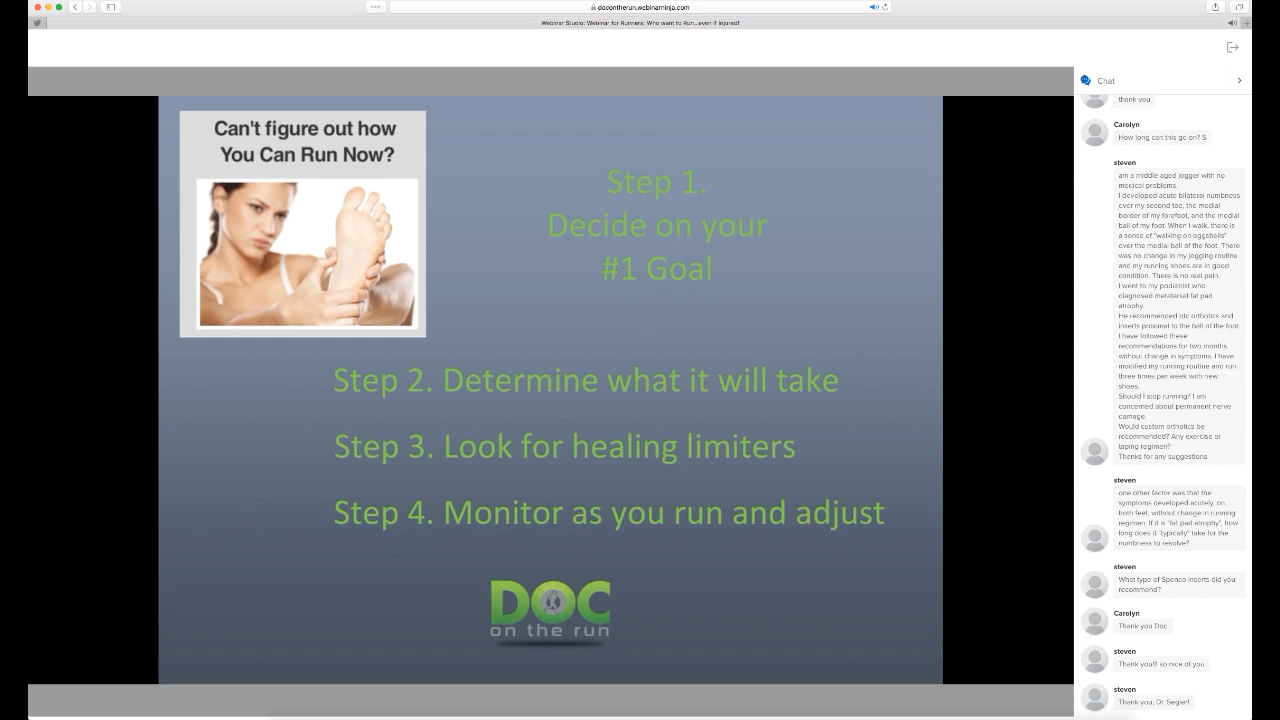 docontherun.webinarninja.com
Webinar Studio: Webinar for Runners: Who want to Run...even if injured!
Can't figure out how
You Can Run Now?
Step 1.
Decide on your
#1 Goal
Step 2. Determine what it will take
Step 3. Look for healing limiters
Step 4. Monitor as you run and adjust
DOC
on the run
Chat
thank you
Carolyn
How long can this go on? S
steven
am a middle aged jogger with no
medical problems.
I developed acute bilateral numbness
over my second toe, the medial
border of my forefoot, and the medial
ball of my foot. When I walk, there is
a sense of "walking on eggshells"
over the medial ball of the foot. There
was no change in my jogging routine
and my running shoes are in good
condition. There is no real pain.
I went to my podiatrist who
diagnosed metatarsal fat pad
atrophy.
He recommended otc orthotics and
inserts proximal to the ball of the foot.
I have followed these
recommendations for two months
without change in symptoms. I have
modified my running routine and run
three times per week with new
shoes.
Should I stop running? I am
concerned about permanent nerve
damage.
Would custom orthotics be
recommended? Any exercise or
taping regimen?
Thanks for any suggestions.
steven
one other factor was that the
symptoms developed acutely, on
both feet, without change in running
regimen. If it is "fat pad atrophy", how
long does it "typically" take for the
numbness to resolve?
steven
What type of Spenco inserts did you
recommend?
Carolyn
Thank you Doc
steven
Thank you!!! so nice of you
steven
Thank you, Dr. Segler!